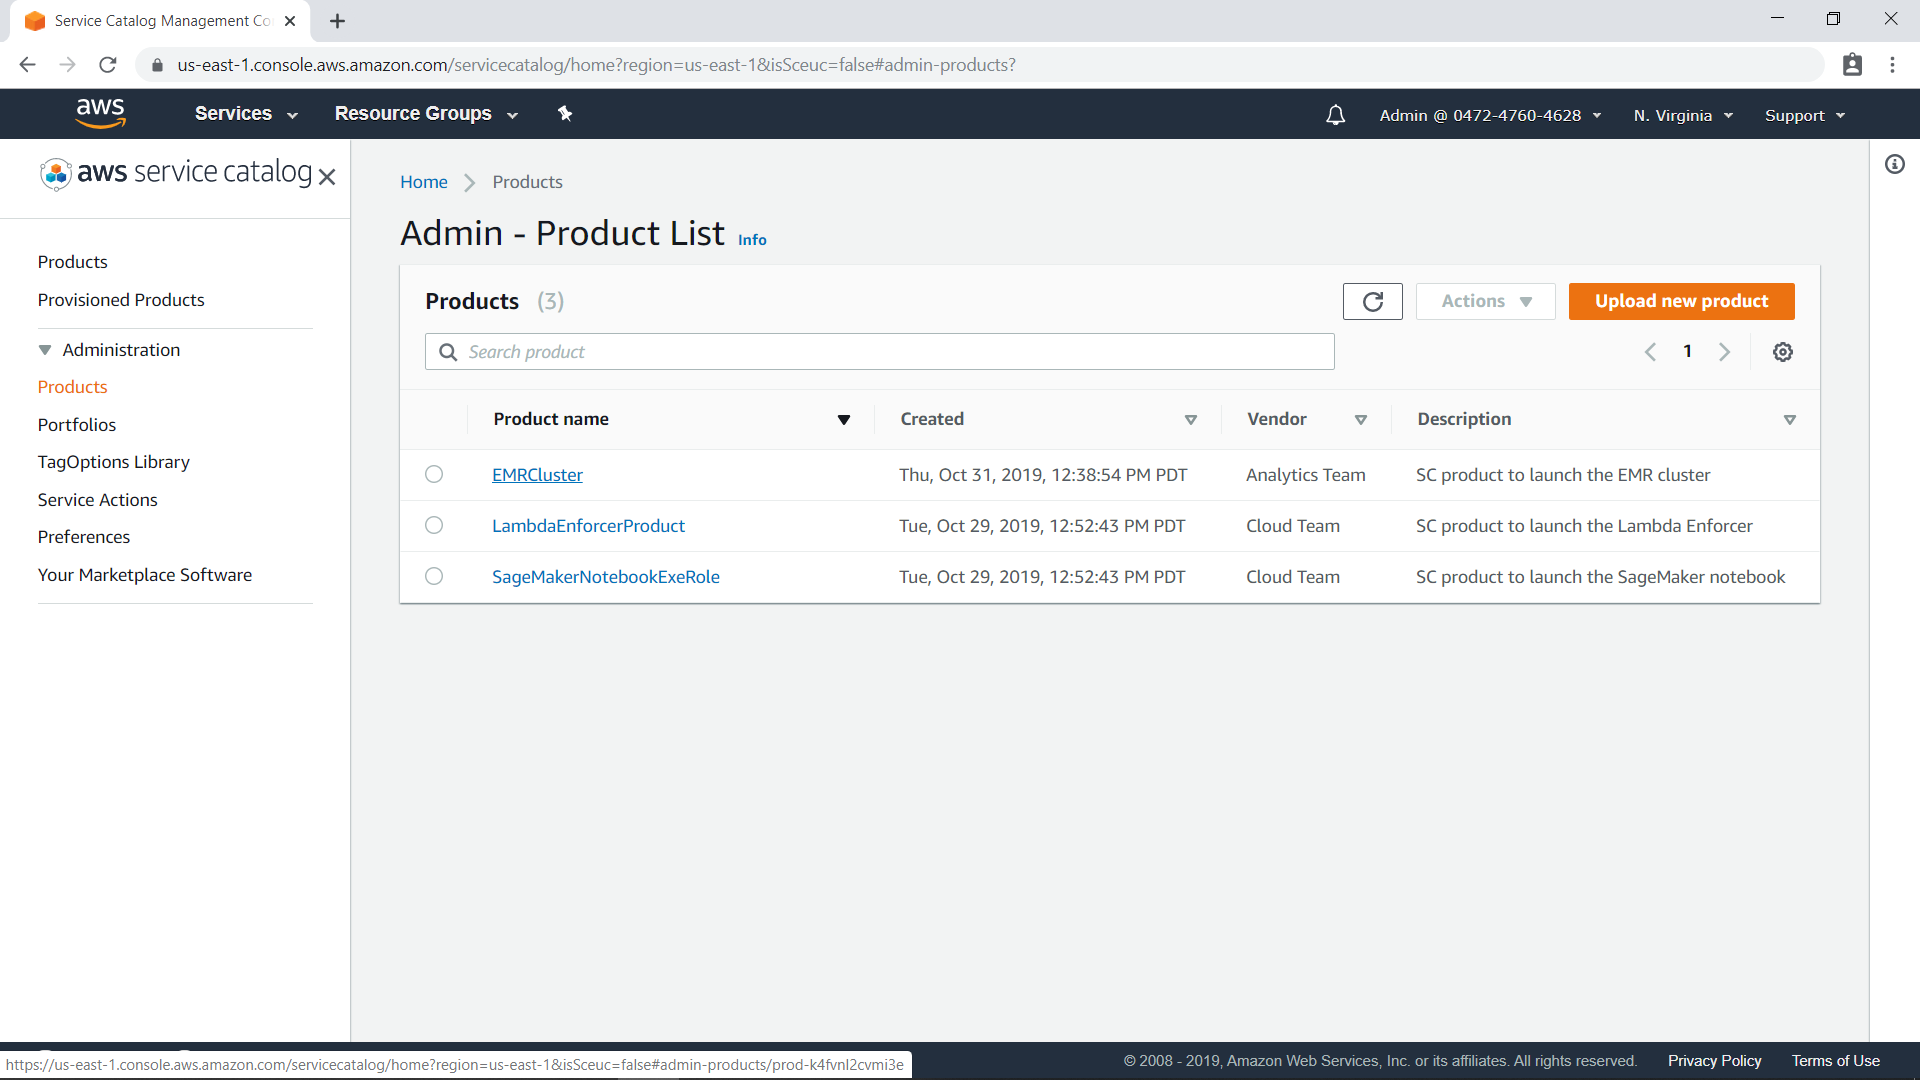 Service Catalog Management Co
us-east-1.console.aws.amazon.com/servicecatalog/home?region=us-east-1&isSceuc=false#admin-products?
aws
Services
Resource Groups
Admin @ 0472-4760-4628
N. Virginia
Support
aws service catalog
Products
Provisioned Products
Administration
Products
Portfolios
TagOptions Library
Service Actions
Preferences
Your Marketplace Software
Home
Products
Admin - Product List Info
Products (3)
Actions
Upload new product
Search product
1
Product name Created Vendor Description
EMRCluster Thu, Oct 31, 2019, 12:38:54 PM PDT Analytics Team SC product to launch the EMR cluster
LambdaEnforcerProduct Tue, Oct 29, 2019, 12:52:43 PM PDT Cloud Team SC product to launch the Lambda Enforcer
SageMakerNotebookExeRole Tue, Oct 29, 2019, 12:52:43 PM PDT Cloud Team SC product to launch the SageMaker notebook
https://us-east-1.console.aws.amazon.com/servicecatalog/home?region=us-east-1&isSceuc=false#admin-products/prod-k4fvnl2cvmi3e
© 2008 - 2019, Amazon Web Services, Inc. or its affiliates. All rights reserved.
Privacy Policy
Terms of Use